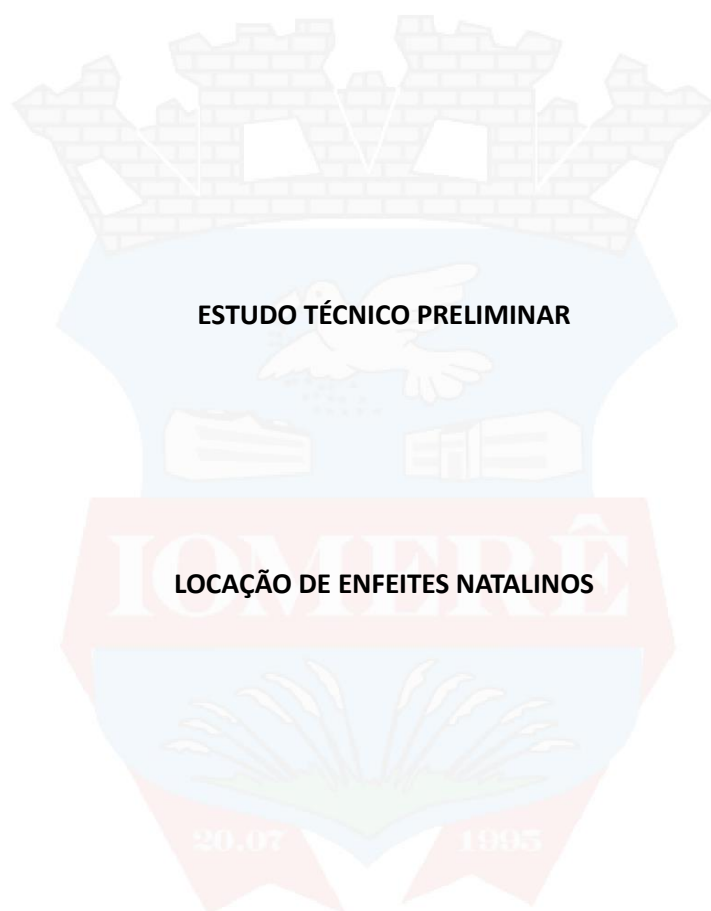 ESTUDO TÉCNICO PRELIMINAR
IOMERÊ
LOCAÇÃO DE ENFEITES NATALINOS
20.07 1995